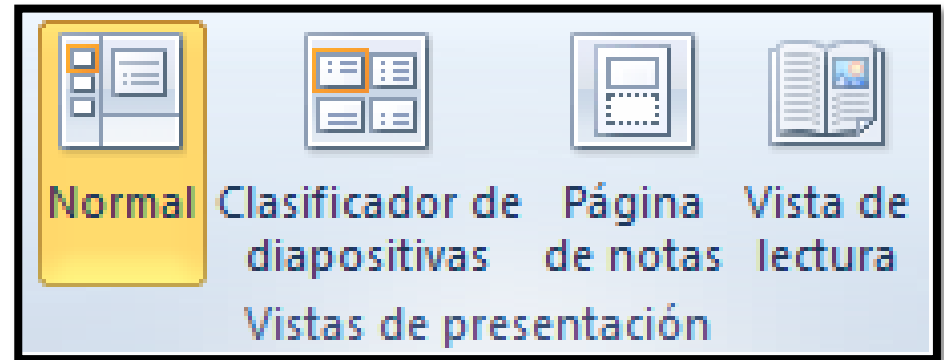 Normal Clasificador de Página Vista de
diapositivas de notas lectura
Vistas de presentación